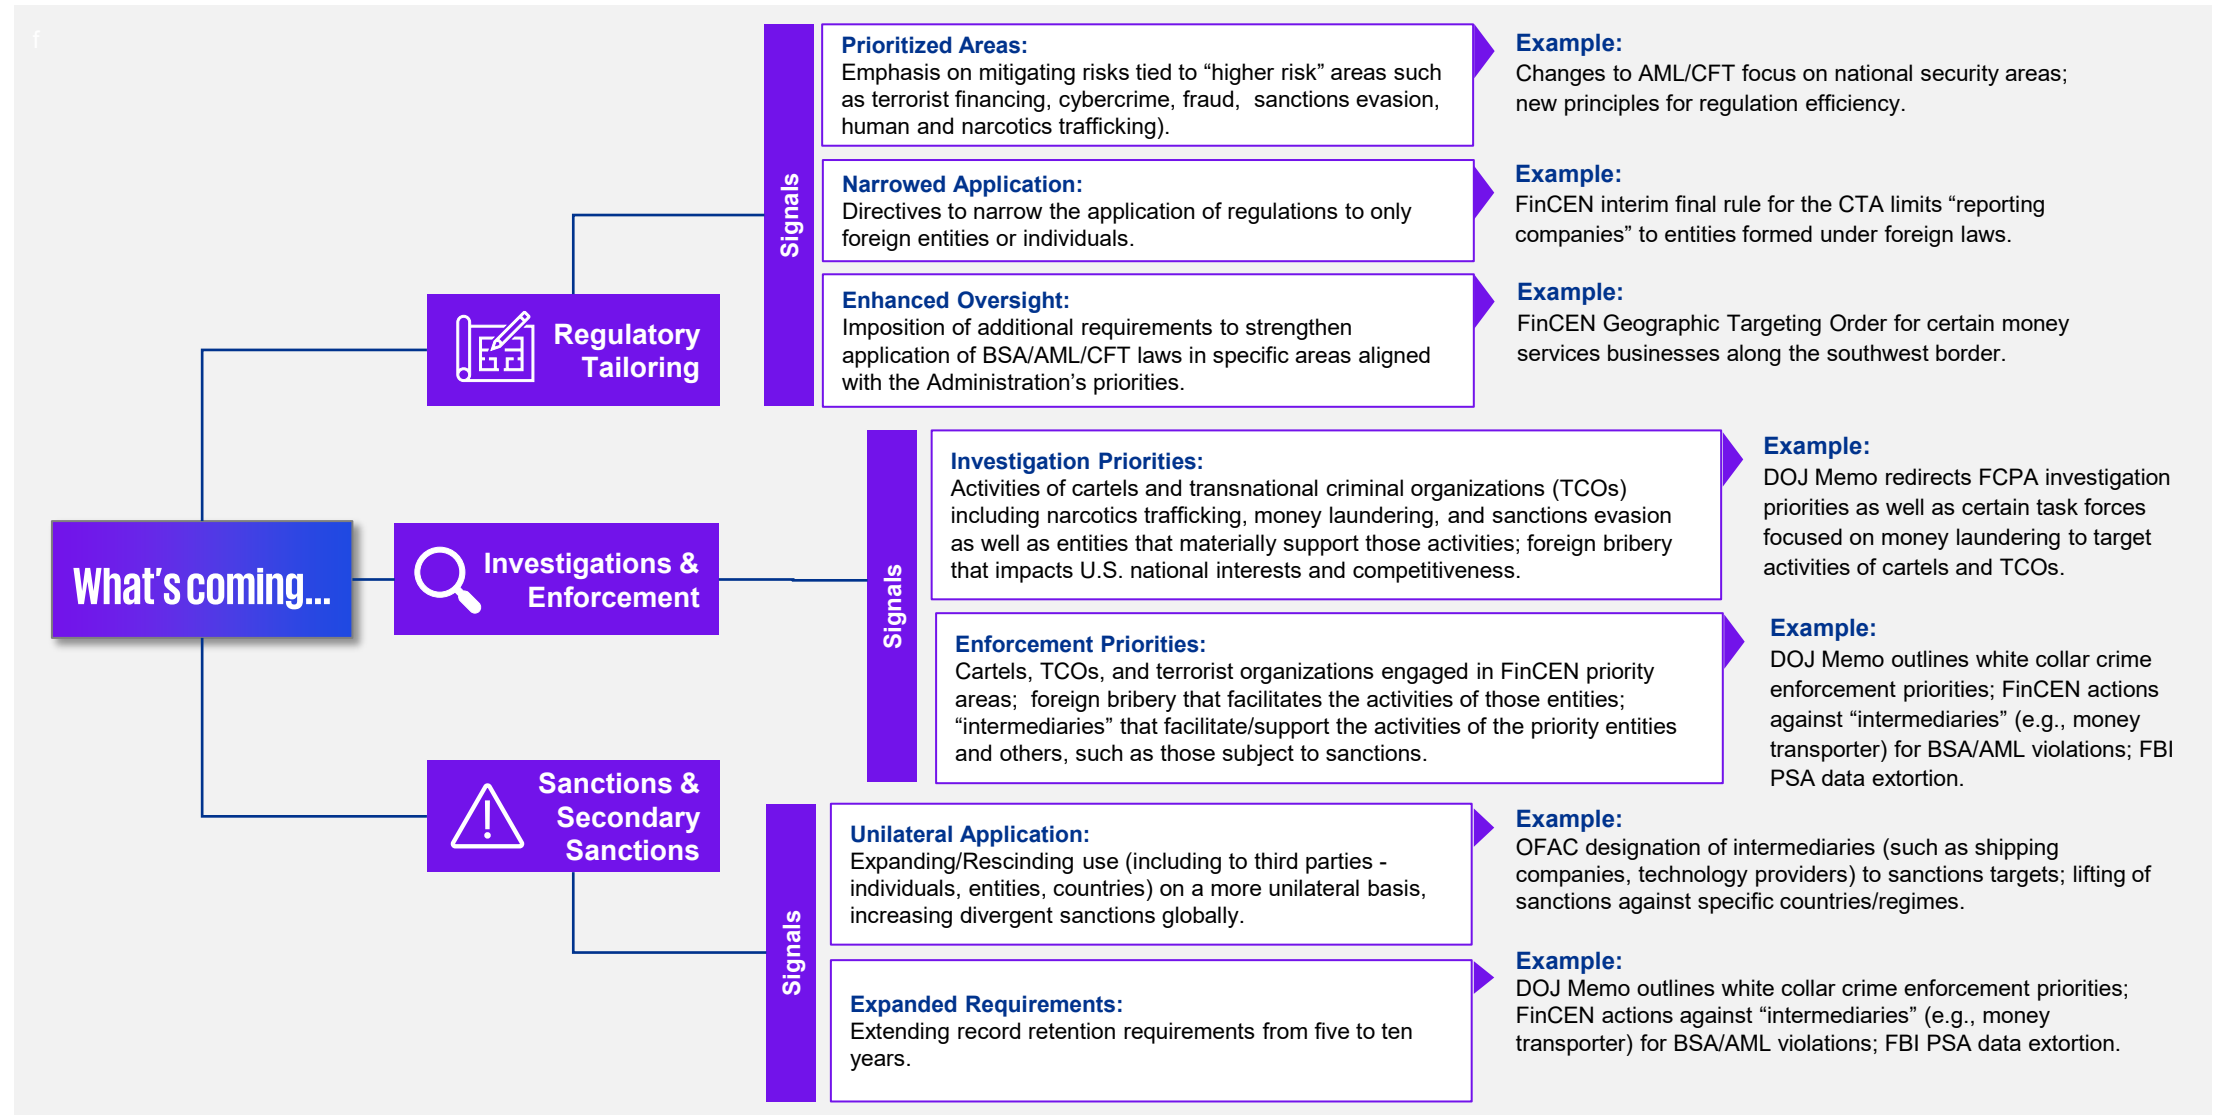 f
What's coming...
Regulatory
Tailoring
Signals
Prioritized Areas:
Emphasis on mitigating risks tied to “higher risk” areas such
as terrorist financing, cybercrime, fraud,  sanctions evasion,
human and narcotics trafficking).
Example:
Changes to AML/CFT focus on national security areas;
new principles for regulation efficiency.
Narrowed Application:
Directives to narrow the application of regulations to only
foreign entities or individuals.
Example:
FinCEN interim final rule for the CTA limits “reporting
companies” to entities formed under foreign laws.
Enhanced Oversight:
Imposition of additional requirements to strengthen
application of BSA/AML/CFT laws in specific areas aligned
with the Administration’s priorities.
Example:
FinCEN Geographic Targeting Order for certain money
services businesses along the southwest border.
Investigations &
Enforcement
Signals
Investigation Priorities:
Activities of cartels and transnational criminal organizations (TCOs)
including narcotics trafficking, money laundering, and sanctions evasion
as well as entities that materially support those activities; foreign bribery
that impacts U.S. national interests and competitiveness.
Example:
DOJ Memo redirects FCPA investigation
priorities as well as certain task forces
focused on money laundering to target
activities of cartels and TCOs.
Enforcement Priorities:
Cartels, TCOs, and terrorist organizations engaged in FinCEN priority
areas;  foreign bribery that facilitates the activities of those entities;
“intermediaries” that facilitate/support the activities of the priority entities
and others, such as those subject to sanctions.
Example:
DOJ Memo outlines white collar crime
enforcement priorities; FinCEN actions
against “intermediaries” (e.g., money
transporter) for BSA/AML violations; FBI
PSA data extortion.
Sanctions &
Secondary
Sanctions
Signals
Unilateral Application:
Expanding/Rescinding use (including to third parties -
individuals, entities, countries) on a more unilateral basis,
increasing divergent sanctions globally.
Example:
OFAC designation of intermediaries (such as shipping
companies, technology providers) to sanctions targets; lifting of
sanctions against specific countries/regimes.
Expanded Requirements:
Extending record retention requirements from five to ten
years.
Example:
DOJ Memo outlines white collar crime enforcement priorities;
FinCEN actions against “intermediaries” (e.g., money
transporter) for BSA/AML violations; FBI PSA data extortion.